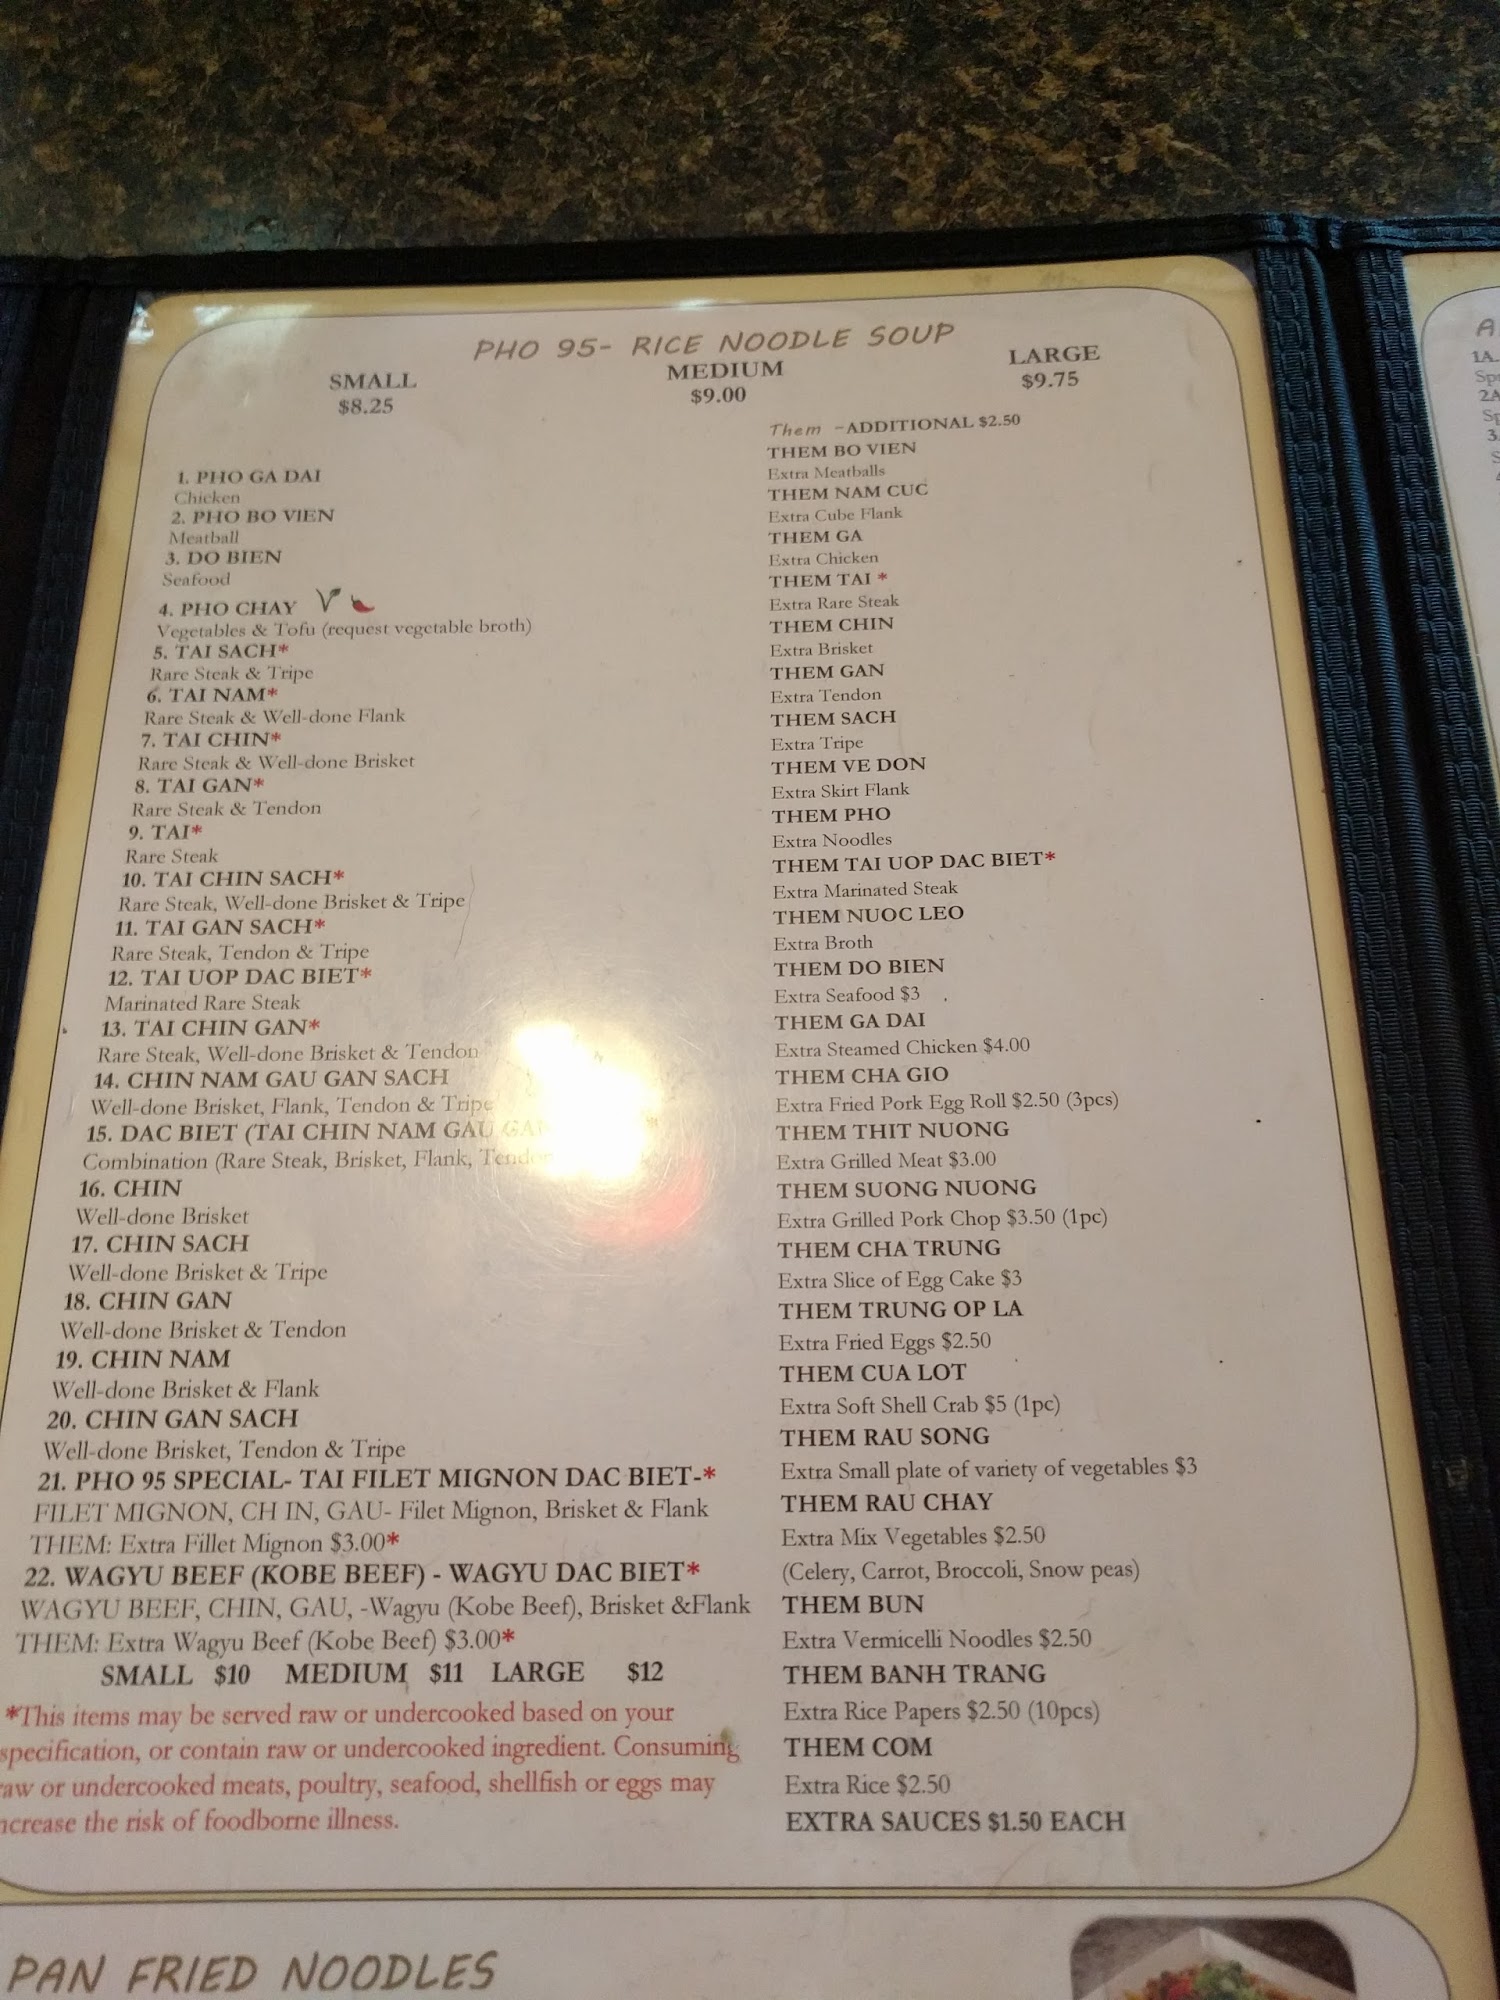 PHO 95- RICE NOODLE SOUP
SMALL MEDIUM LARGE
$8.25 $9.00 $9.75
1. PHO GA DAI
Chicken
2. PHO BO VIEN
Meatball
3. DO BIEN
Seafood
4. PHO CHAY
Vegetables & Tofu (request vegetable broth)
5. TAI SACH*
Rare Steak & Tripe
6. TAI NAM*
Rare Steak & Well-done Flank
7. TAI CHIN*
Rare Steak & Well-done Brisket
8. TAI GAN*
Rare Steak & Tendon
9. TAI*
Rare Steak
10. TAI CHIN SACH*
Rare Steak, Well-done Brisket & Tripe
11. TAI GAN SACH*
Rare Steak, Tendon & Tripe
12. TAI UOP DAC BIET*
Marinated Rare Steak
13. TAI CHIN GAN*
Rare Steak, Well-done Brisket & Tendon
14. CHIN NAM GAU GAN SACH
Well-done Brisket, Flank, Tendon & Tripe
15. DAC BIET (TAI CHIN NAM GAU GAN
Combination (Rare Steak, Brisket, Flank, Tendon
16. CHIN
Well-done Brisket
17. CHIN SACH
Well-done Brisket & Tripe
18. CHIN GAN
Well-done Brisket & Tendon
19. CHIN NAM
Well-done Brisket & Flank
20. CHIN GAN SACH
Well-done Brisket, Tendon & Tripe
21. PHO 95 SPECIAL- TAI FILET MIGNON DAC BIET-*
FILET MIGNON, CH IN, GAU- Filet Mignon, Brisket & Flank
THEM: Extra Fillet Mignon $3.00*
22. WAGYU BEEF (KOBE BEEF) - WAGYU DAC BIET*
WAGYU BEEF, CHIN, GAU, -Wagyu (Kobe Beef), Brisket &Flank
THEM: Extra Wagyu Beef (Kobe Beef) $3.00*
SMALL $10 MEDIUM $11 LARGE $12
*This items may be served raw or undercooked based on your
specification, or contain raw or undercooked ingredient. Consuming
raw or undercooked meats, poultry, seafood, shellfish or eggs may
ncrease the risk of foodborne illness.
Them -ADDITIONAL $2.50
THEM BO VIEN
Extra Meatballs
THEM NAM CUC
Extra Cube Flank
THEM GA
Extra Chicken
THEM TAI *
Extra Rare Steak
THEM CHIN
Extra Brisket
THEM GAN
Extra Tendon
THEM SACH
Extra Tripe
THEM VE DON
Extra Skirt Flank
THEM PHO
Extra Noodles
THEM TAI UOP DAC BIET*
Extra Marinated Steak
THEM NUOC LEO
Extra Broth
THEM DO BIEN
Extra Seafood $3
THEM GA DAI
Extra Steamed Chicken $4.00
THEM CHA GIO
Extra Fried Pork Egg Roll $2.50 (3pcs)
THEM THIT NUONG
Extra Grilled Meat $3.00
THEM SUONG NUONG
Extra Grilled Pork Chop $3.50 (1pc)
THEM CHA TRUNG
Extra Slice of Egg Cake $3
THEM TRUNG OP LA
Extra Fried Eggs $2.50
THEM CUA LOT
Extra Soft Shell Crab $5 (1pc)
THEM RAU SONG
Extra Small plate of variety of vegetables $3
THEM RAU CHAY
Extra Mix Vegetables $2.50
(Celery, Carrot, Broccoli, Snow peas)
THEM BUN
Extra Vermicelli Noodles $2.50
THEM BANH TRANG
Extra Rice Papers $2.50 (10pcs)
THEM COM
Extra Rice $2.50
EXTRA SAUCES $1.50 EACH
PAN FRIED NOODLES
A
1A.
2A